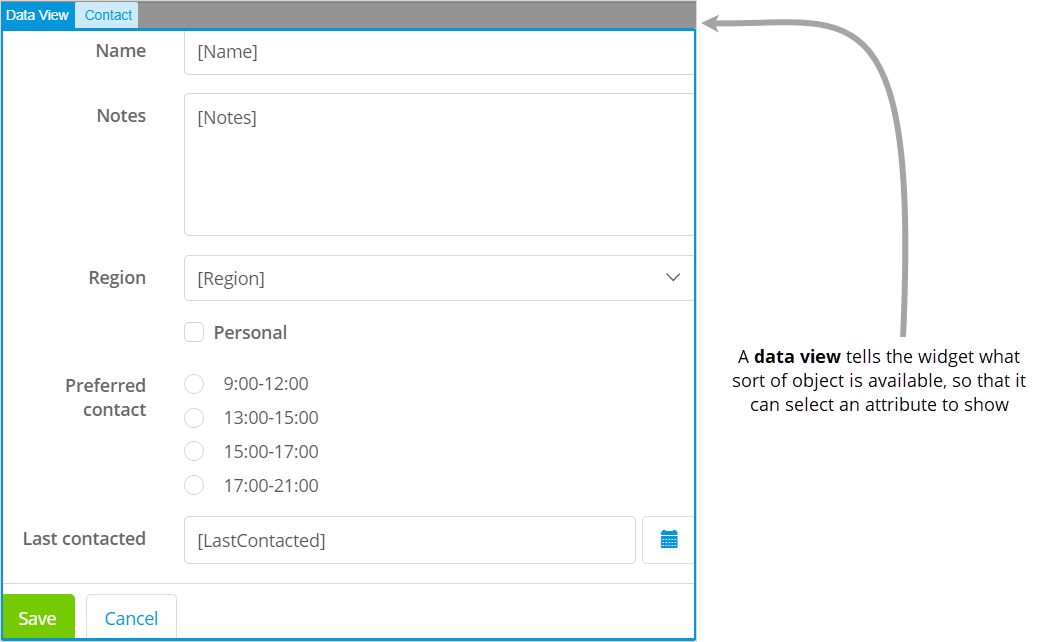 Data View Contact
Name [Name]
Notes [Notes]
Region [Region]
Personal
Preferred
contact
9:00-12:00
13:00-15:00
15:00-17:00
17:00-21:00
Last contacted [LastContacted]
Save Cancel
A data view tells the widget what
sort of object is available, so that it
can select an attribute to show